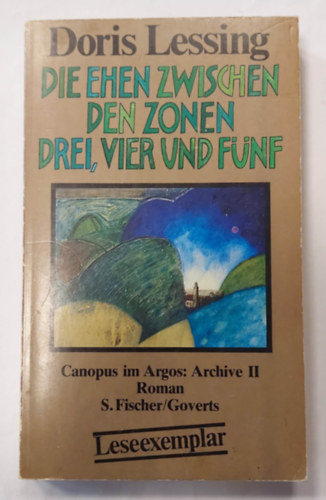 Doris Lessing
DIE EHEN ZWISCHEN
DEN ZONEN
DREI, VIER UND FÜNF
Canopus im Argos: Archive II
Roman
S. Fischer/Goverts
Leseexemplar